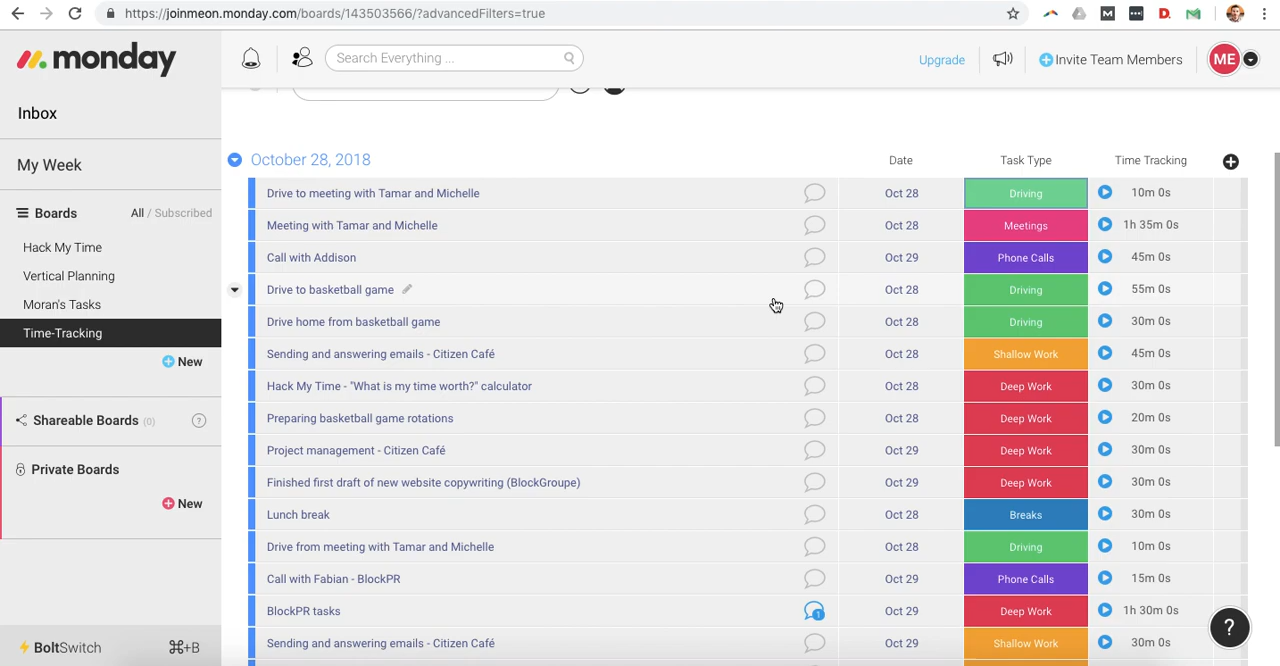 https://joinmeon.monday.com/boards/143503566/?advancedFilters=true
monday
Search Everything ...
Upgrade
Invite Team Members
ME
Inbox
My Week
Boards All / Subscribed
Hack My Time
Vertical Planning
Moran's Tasks
Time-Tracking
New
Shareable Boards (0) ?
Private Boards
New
BoltSwitch ⌘+B
October 28, 2018 Date Task Type Time Tracking
Drive to meeting with Tamar and Michelle Oct 28 Driving 10m 0s
Meeting with Tamar and Michelle Oct 28 Meetings 1h 35m 0s
Call with Addison Oct 29 Phone Calls 45m 0s
Drive to basketball game Oct 28 Driving 55m 0s
Drive home from basketball game Oct 28 Driving 30m 0s
Sending and answering emails - Citizen Café Oct 28 Shallow Work 45m 0s
Hack My Time - "What is my time worth?" calculator Oct 28 Deep Work 30m 0s
Preparing basketball game rotations Oct 28 Deep Work 20m 0s
Project management - Citizen Café Oct 29 Deep Work 30m 0s
Finished first draft of new website copywriting (BlockGroupe) Oct 29 Deep Work 30m 0s
Lunch break Oct 28 Breaks 30m 0s
Drive from meeting with Tamar and Michelle Oct 28 Driving 10m 0s
Call with Fabian - BlockPR Oct 29 Phone Calls 15m 0s
BlockPR tasks 1 Oct 29 Deep Work 1h 30m 0s
Sending and answering emails - Citizen Café Oct 29 Shallow Work 30m 0s
?